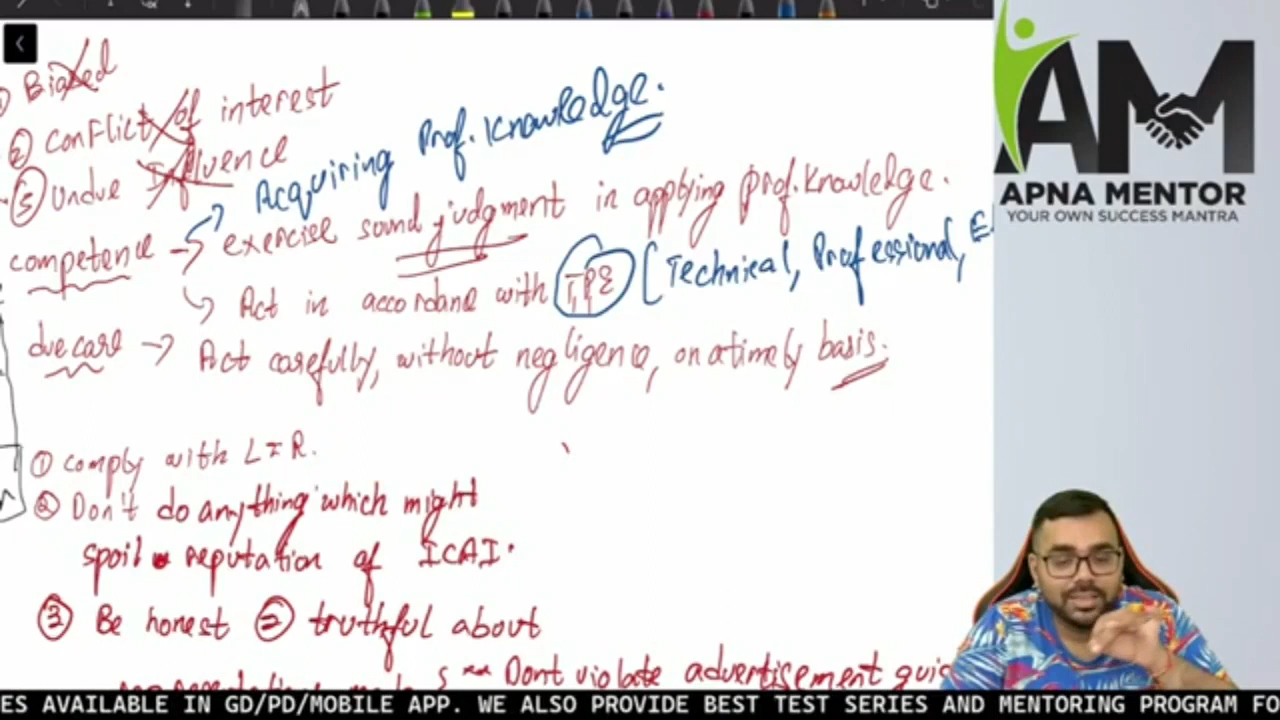 ① Biased
② Conflict of interest
③ Undue Influence
Acquiring Prof. Knowledge.
competence → exercise sound judgment in applying prof. Knowledge.
Act in accordance with TPE [Technical, Professional, E
due care → Act carefully, without negligence, on a timely basis.
① comply with L & R.
② Don't do anything which might
spoil reputation of ICAI.
③ Be honest truthful about
Dont violate advertisement
AM
APNA MENTOR
YOUR OWN SUCCESS MANTRA
ES AVAILABLE IN GD/PD/MOBILE APP. WE ALSO PROVIDE BEST TEST SERIES AND MENTORING PROGRAM FO